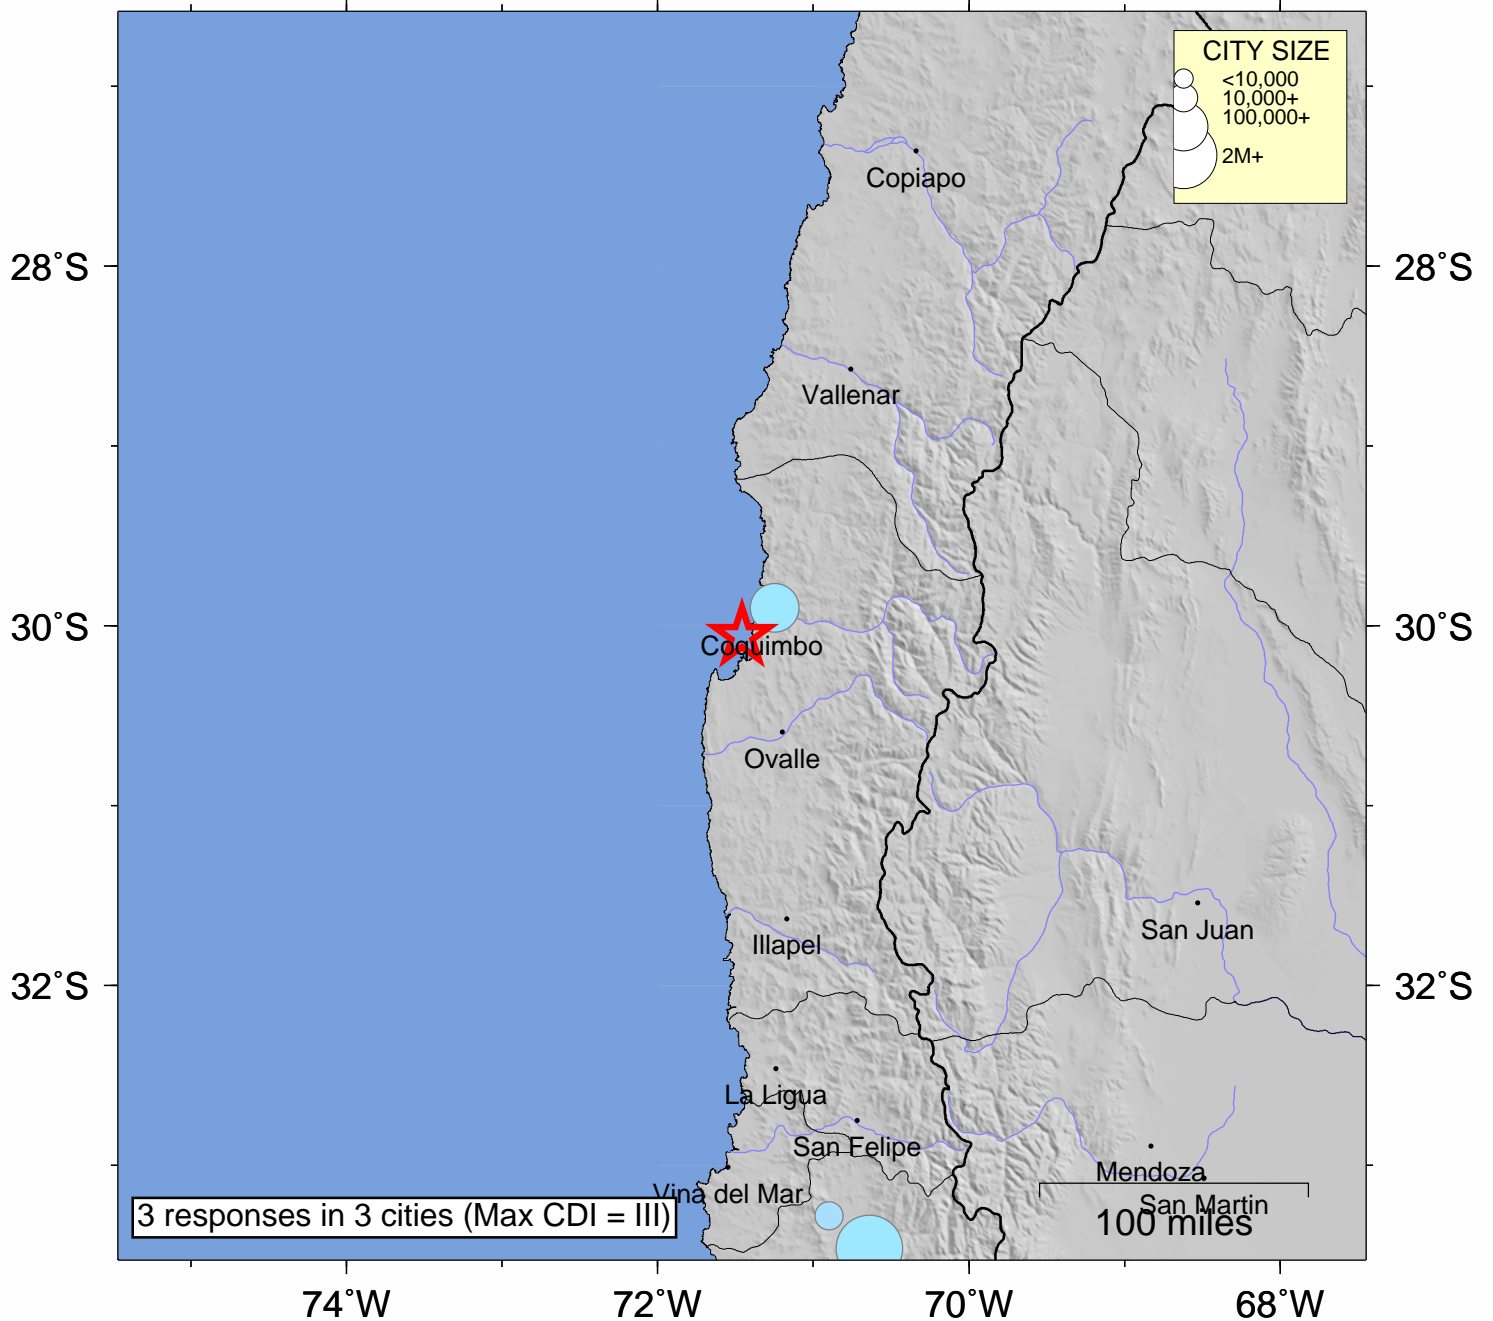 CITY SIZE
<10,000
10,000+
100,000+
2M+
Copiapo
28°S
28°S
Vallenar
30°S
30°S
Coquimbo
Ovalle
San Juan
Illapel
32°S
32°S
La Ligua
San Felipe
Mendoza
Vina del Mar
San Martin
3 responses in 3 cities (Max CDI = III)
100 miles
74°W
72°W
70°W
68°W